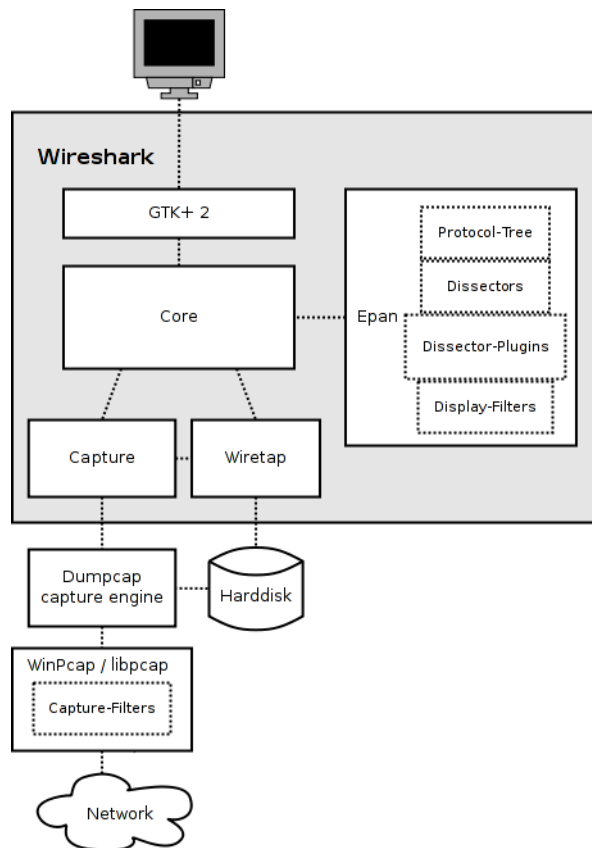 Wireshark
GTK+ 2
Core
Epan
Protocol-Tree
Dissectors
Dissector-Plugins
Display-Filters
Capture
Wiretap
Dumpcap
capture engine
Harddisk
WinPcap / libpcap
Capture-Filters
Network